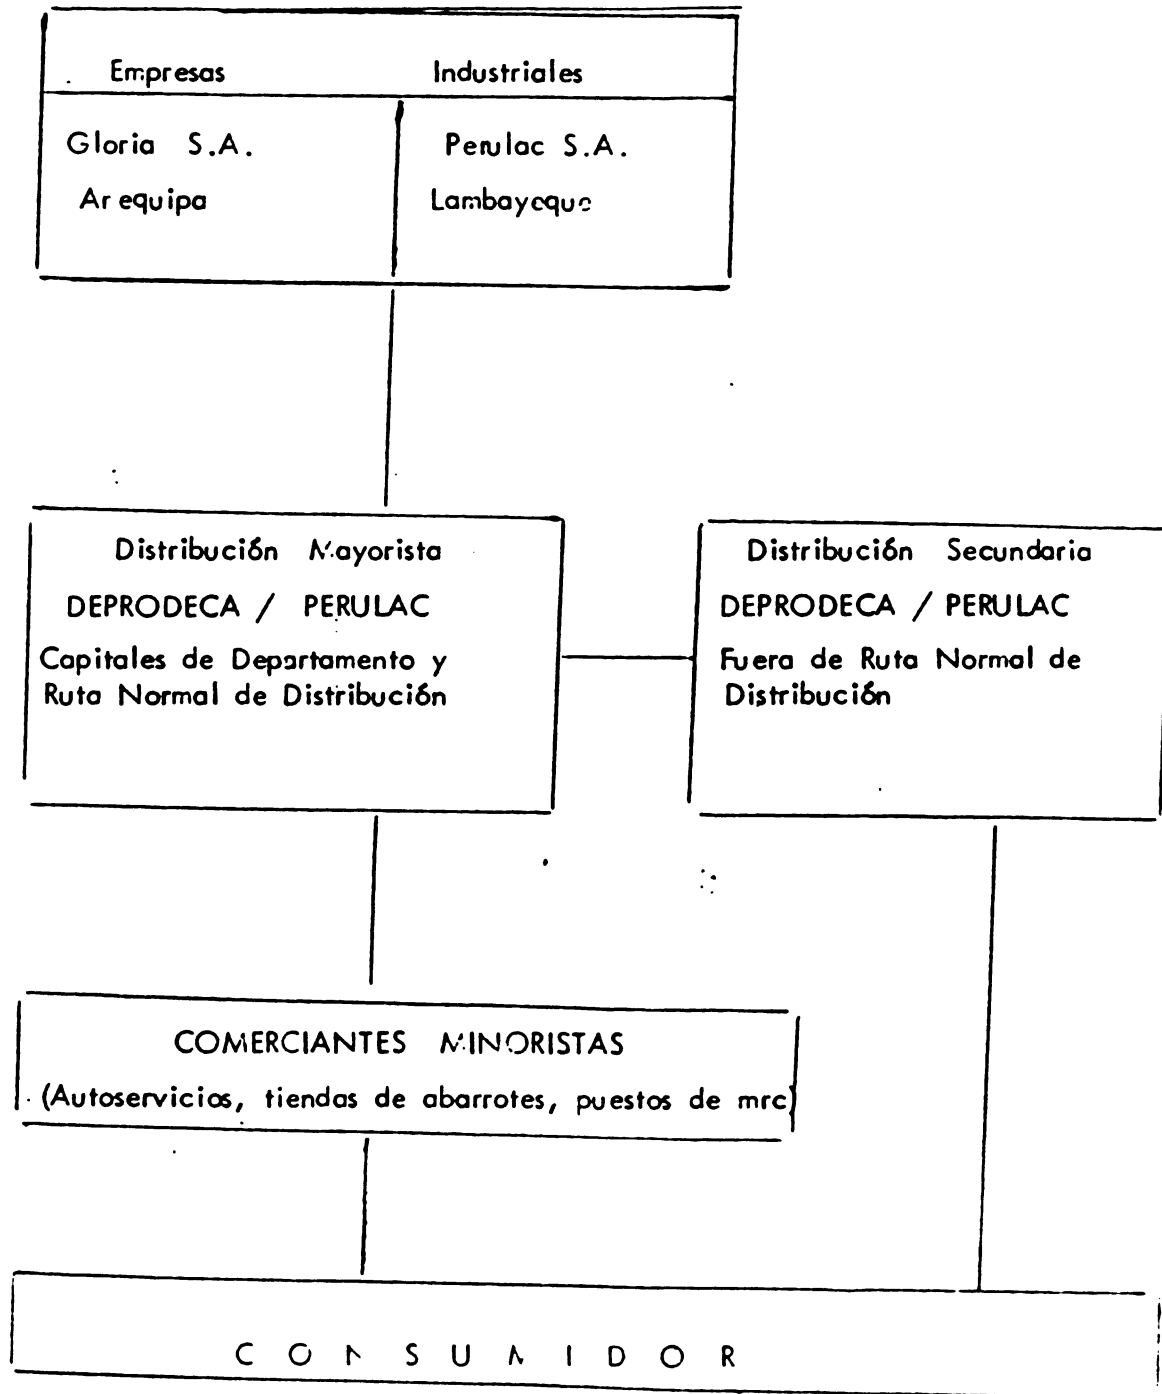 Empresas Industriales
Gloria S.A. Perulac S.A.
Arequipa Lambayeque
Distribución Mayorista
DEPRODECA / PERULAC
Capitales de Departamento y
Ruta Normal de Distribución
Distribución Secundaria
DEPRODECA / PERULAC
Fuera de Ruta Normal de
Distribución
COMERCIANTES MINORISTAS
(Autoservicios, tiendas de abarrotes, puestos de mrc)
C O N S U M I D O R